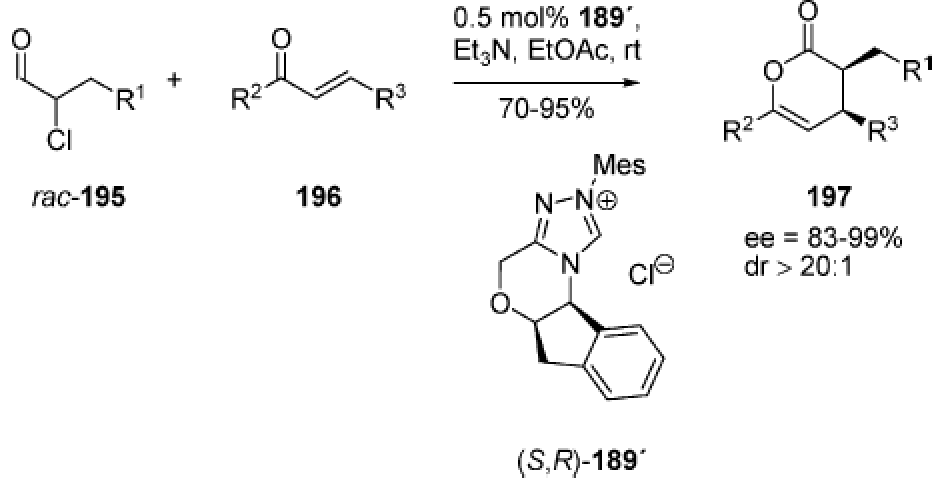 O
Cl
R1
rac-195
+
O
R2
R3
196
0.5 mol% 189´,
Et3N, EtOAc, rt
70-95%
O
O
R1
R2
R3
197
ee = 83-99%
dr > 20:1
Mes
N
N⊕
N
O
Cl⊖
(S,R)-189´